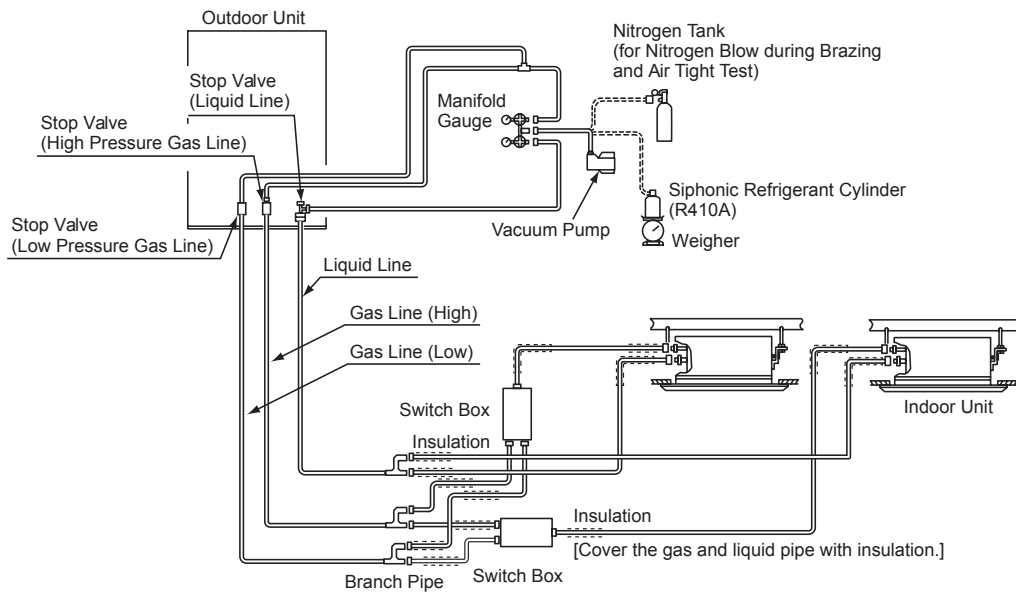 Outdoor Unit
Stop Valve
(Liquid Line)
Stop Valve
(High Pressure Gas Line)
Stop Valve
(Low Pressure Gas Line)
Manifold
Gauge
Nitrogen Tank
(for Nitrogen Blow during Brazing
and Air Tight Test)
Siphonic Refrigerant Cylinder
(R410A)
Vacuum Pump
Weigher
Liquid Line
Gas Line (High)
Gas Line (Low)
Switch Box
Indoor Unit
Insulation
Insulation
[Cover the gas and liquid pipe with insulation.]
Branch Pipe
Switch Box